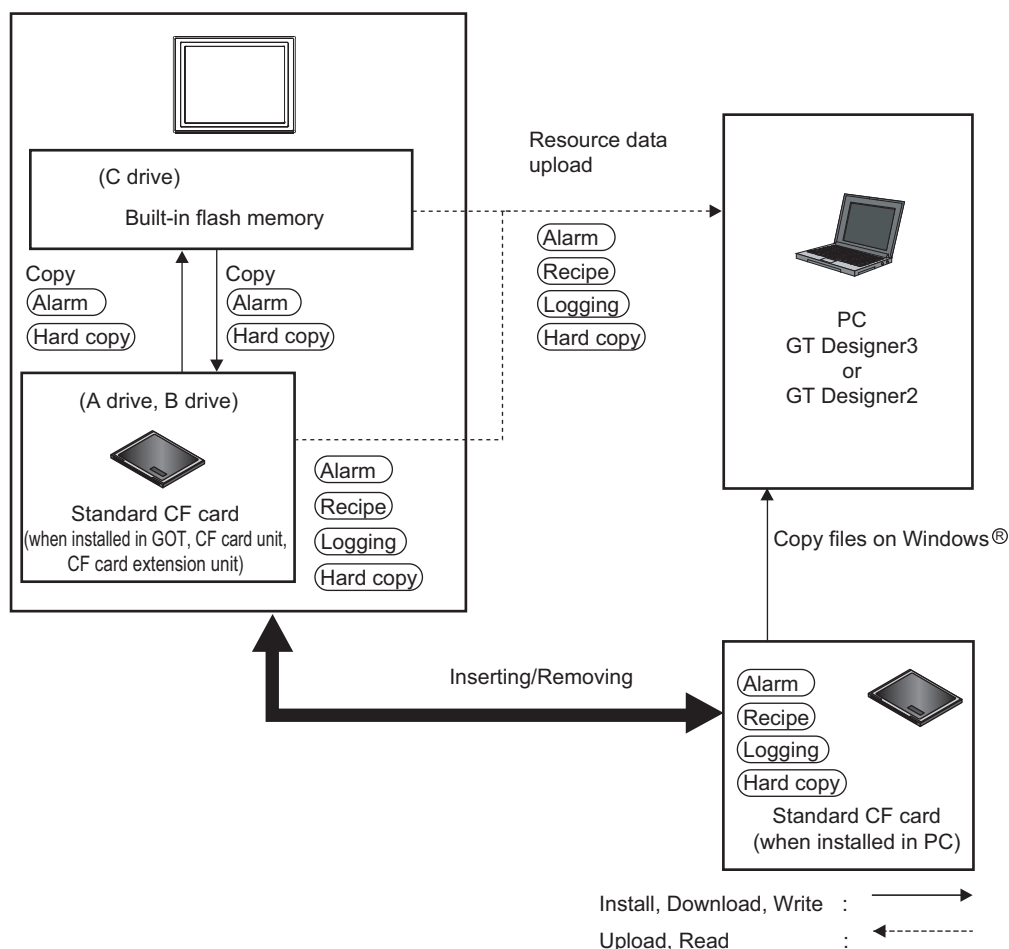 (C drive)
Built-in flash memory
Copy
Alarm
Hard copy
Copy
Alarm
Hard copy
(A drive, B drive)
Standard CF card
(when installed in GOT, CF card unit,
CF card extension unit)
Alarm
Recipe
Logging
Hard copy
Resource data
upload
Alarm
Recipe
Logging
Hard copy
PC
GT Designer3
or
GT Designer2
Copy files on Windows®
Inserting/Removing
Alarm
Recipe
Logging
Hard copy
Standard CF card
(when installed in PC)
Install, Download, Write :
Upload, Read :